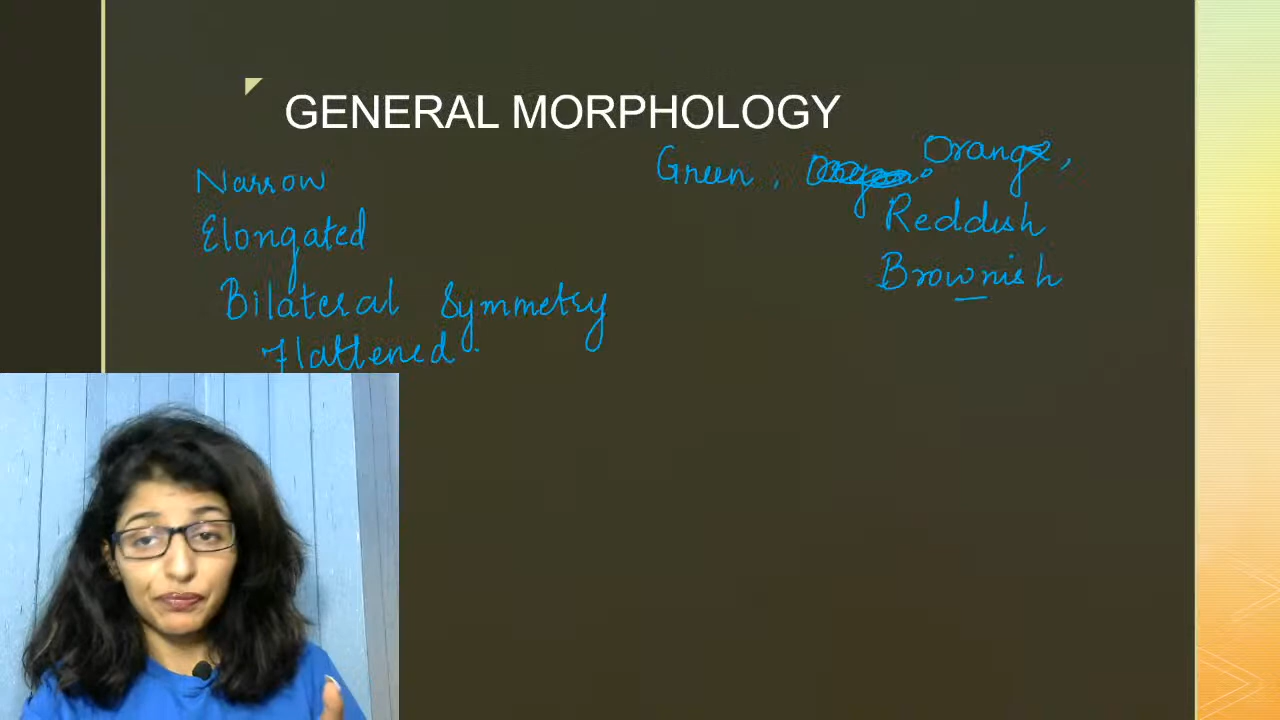 GENERAL MORPHOLOGY
Narrow
Elongated
Bilateral Symmetry
Flattened.
Green, Orange,
Reddish
Brownish